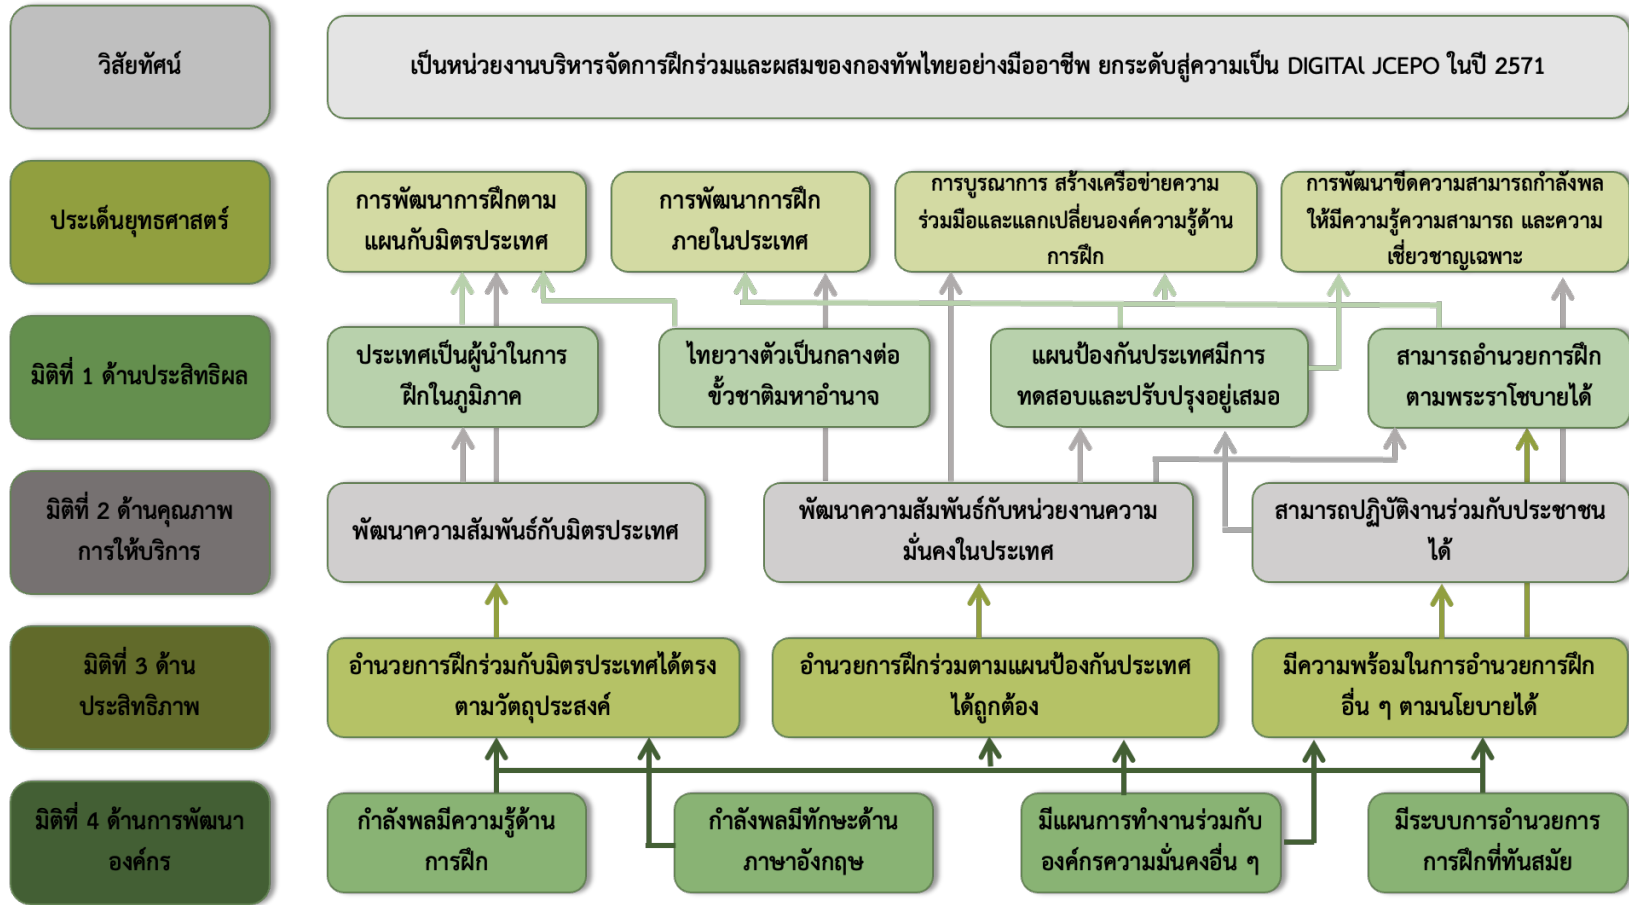 วิสัยทัศน์
เป็นหน่วยงานบริหารจัดการฝึกร่วมและผสมของกองทัพไทยอย่างมืออาชีพ ยกระดับสู่ความเป็น DIGITAL JCEPO ในปี 2571
ประเด็นยุทธศาสตร์
การพัฒนาการฝึกตาม
แผนกับมิตรประเทศ
การพัฒนาการฝึก
ภายในประเทศ
การบูรณาการ สร้างเครือข่ายความ
ร่วมมือและแลกเปลี่ยนองค์ความรู้ด้าน
การฝึก
การพัฒนาขีดความสามารถกำลังพล
ให้มีความรู้ความสามารถ และความ
เชี่ยวชาญเฉพาะ
มิติที่ 1 ด้านประสิทธิผล
ประเทศเป็นผู้นำในการ
ฝึกในภูมิภาค
ไทยวางตัวเป็นกลางต่อ
ขั้วชาติมหาอำนาจ
แผนป้องกันประเทศมีการ
ทดสอบและปรับปรุงอยู่เสมอ
สามารถอำนวยการฝึก
ตามพระราโชบายได้
มิติที่ 2 ด้านคุณภาพ
การให้บริการ
พัฒนาความสัมพันธ์กับมิตรประเทศ
พัฒนาความสัมพันธ์กับหน่วยงานความ
มั่นคงในประเทศ
สามารถปฏิบัติงานร่วมกับประชาชน
ได้
มิติที่ 3 ด้าน
ประสิทธิภาพ
อำนวยการฝึกร่วมกับมิตรประเทศได้ตรง
ตามวัตถุประสงค์
อำนวยการฝึกร่วมตามแผนป้องกันประเทศ
ได้ถูกต้อง
มีความพร้อมในการอำนวยการฝึก
อื่น ๆ ตามนโยบายได้
มิติที่ 4 ด้านการพัฒนา
องค์กร
กำลังพลมีความรู้ด้าน
การฝึก
กำลังพลมีทักษะด้าน
ภาษาอังกฤษ
มีแผนการทำงานร่วมกับ
องค์กรความมั่นคงอื่น ๆ
มีระบบการอำนวยการ
การฝึกที่ทันสมัย